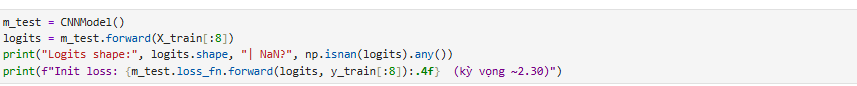 m_test = CNNModel()
logits = m_test.forward(X_train[:8])
print("Logits shape:", logits.shape, "| NaN?", np.isnan(logits).any())
print(f"Init loss: {m_test.loss_fn.forward(logits, y_train[:8]):.4f}  (kỳ vọng ~2.30)")